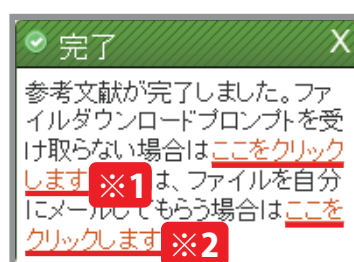 完了 X
参考文献が完了しました。ファ
イルダウンロードプロンプトを受
け取らない場合はここをクリック
します ※1 は、ファイルを自分
にメールしてもらう場合はここを
クリックします ※2